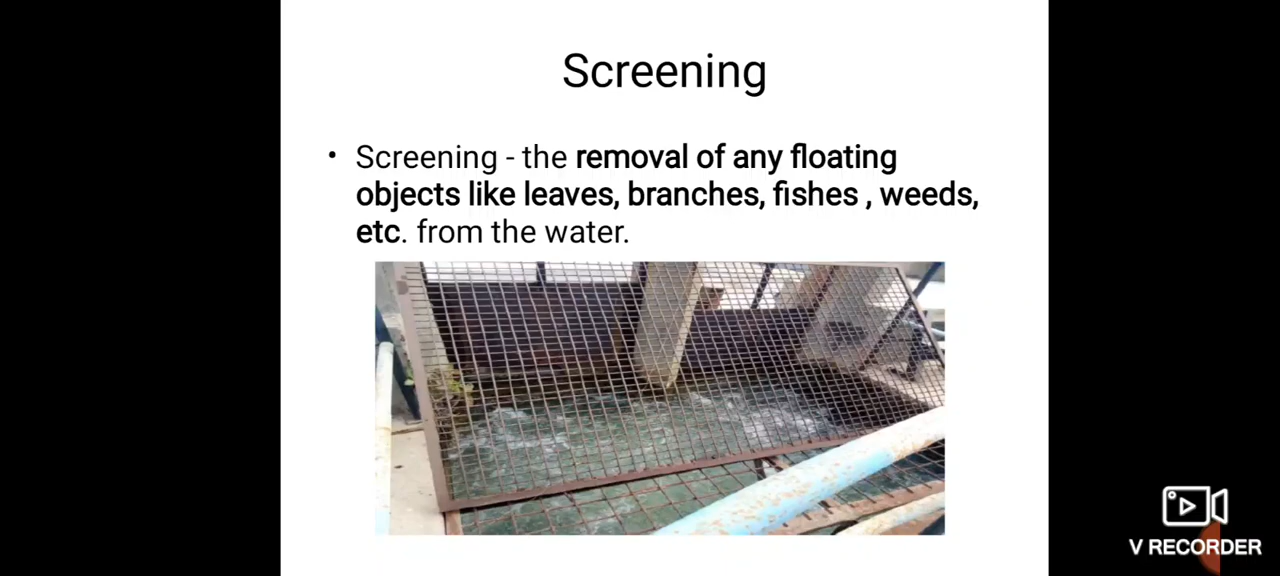 Screening
• Screening - the removal of any floating
objects like leaves, branches, fishes , weeds,
etc. from the water.
V RECORDER